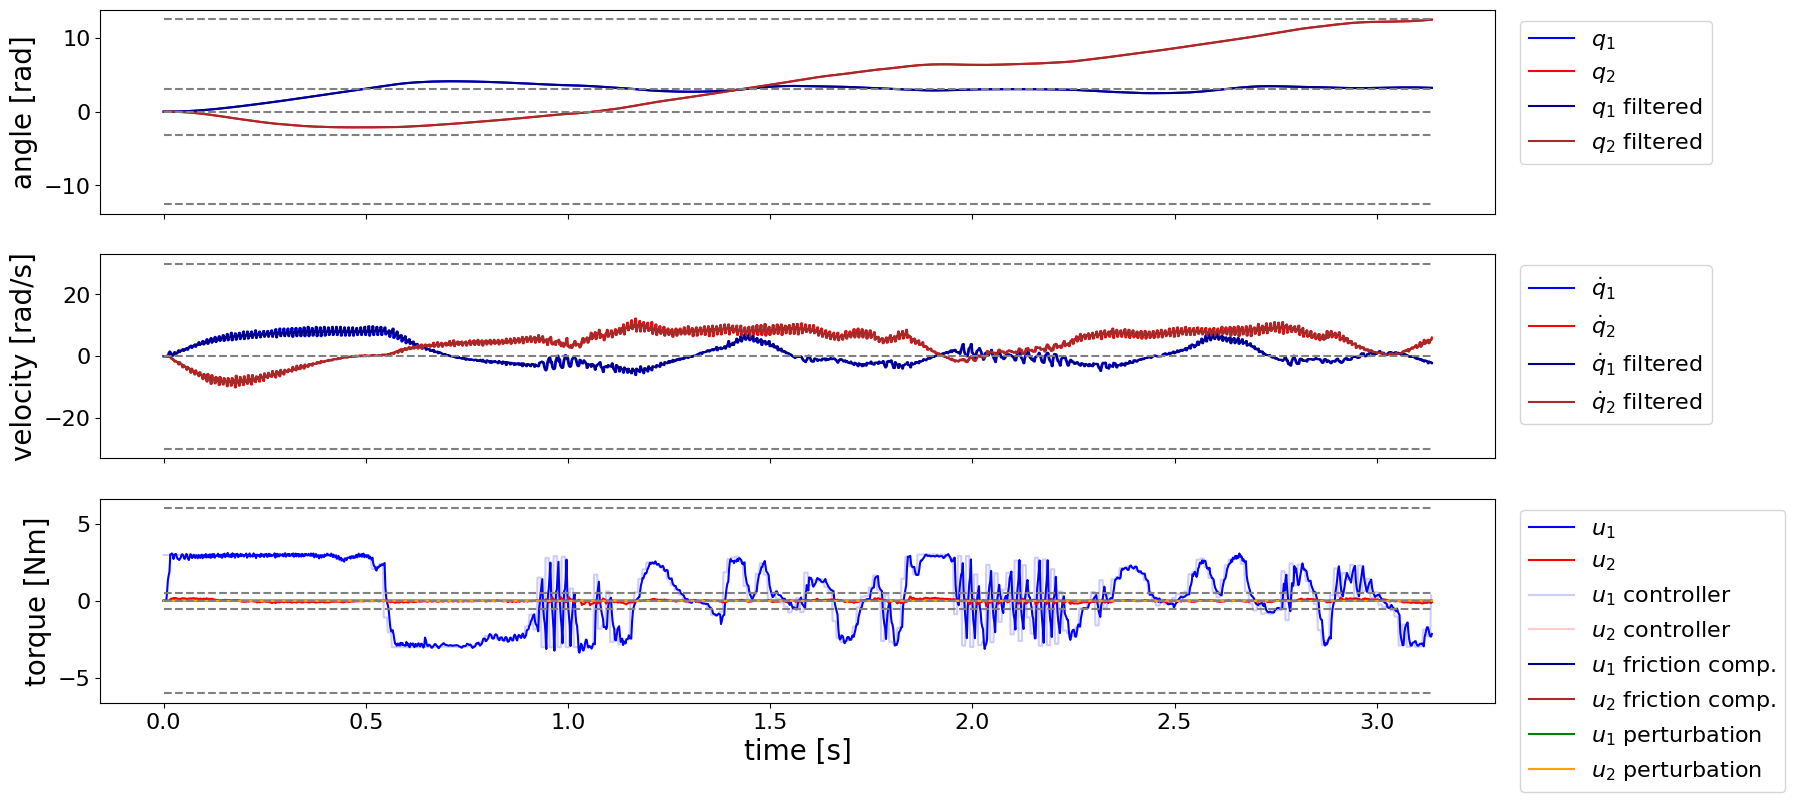 angle [rad]
10
0
−10
q₁
q₂
q₁ filtered
q₂ filtered
velocity [rad/s]
20
0
−20
q̇₁
q̇₂
q̇₁ filtered
q̇₂ filtered
torque [Nm]
5
0
−5
0.0 0.5 1.0 1.5 2.0 2.5 3.0
time [s]
u₁
u₂
u₁ controller
u₂ controller
u₁ friction comp.
u₂ friction comp.
u₁ perturbation
u₂ perturbation